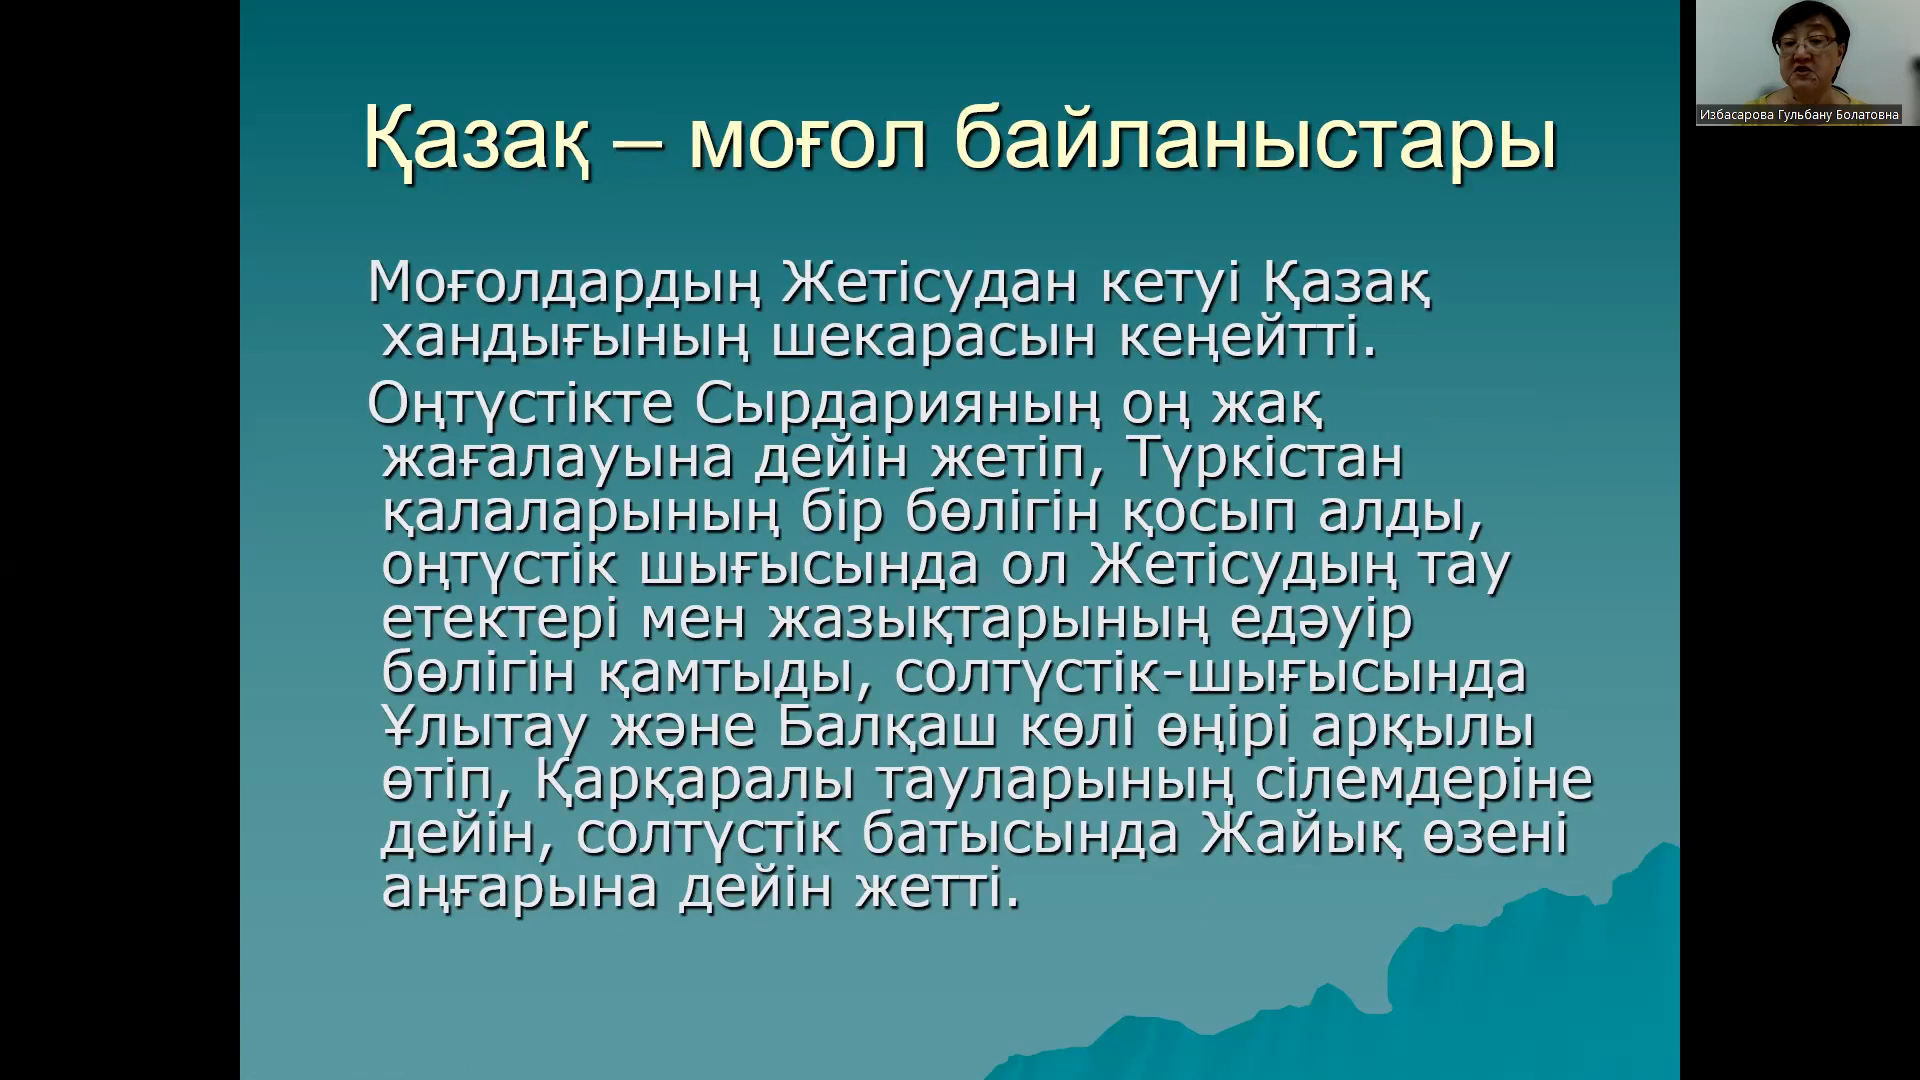 Қазақ – моғол байланыстары
Моғолдардың Жетісудан кетуі Қазақ
хандығының шекарасын кеңейтті.
Оңтүстікте Сырдарияның оң жақ
жағалауына дейін жетіп, Түркістан
қалаларының бір бөлігін қосып алды,
оңтүстік шығысында ол Жетісудың тау
етектері мен жазықтарының едәуір
бөлігін қамтыды, солтүстік-шығысында
Ұлытау және Балқаш көлі өңірі арқылы
өтіп, Қарқаралы тауларының сілемдеріне
дейін, солтүстік батысында Жайық өзені
аңғарына дейін жетті.
Избасарова Гульбану Болатовна